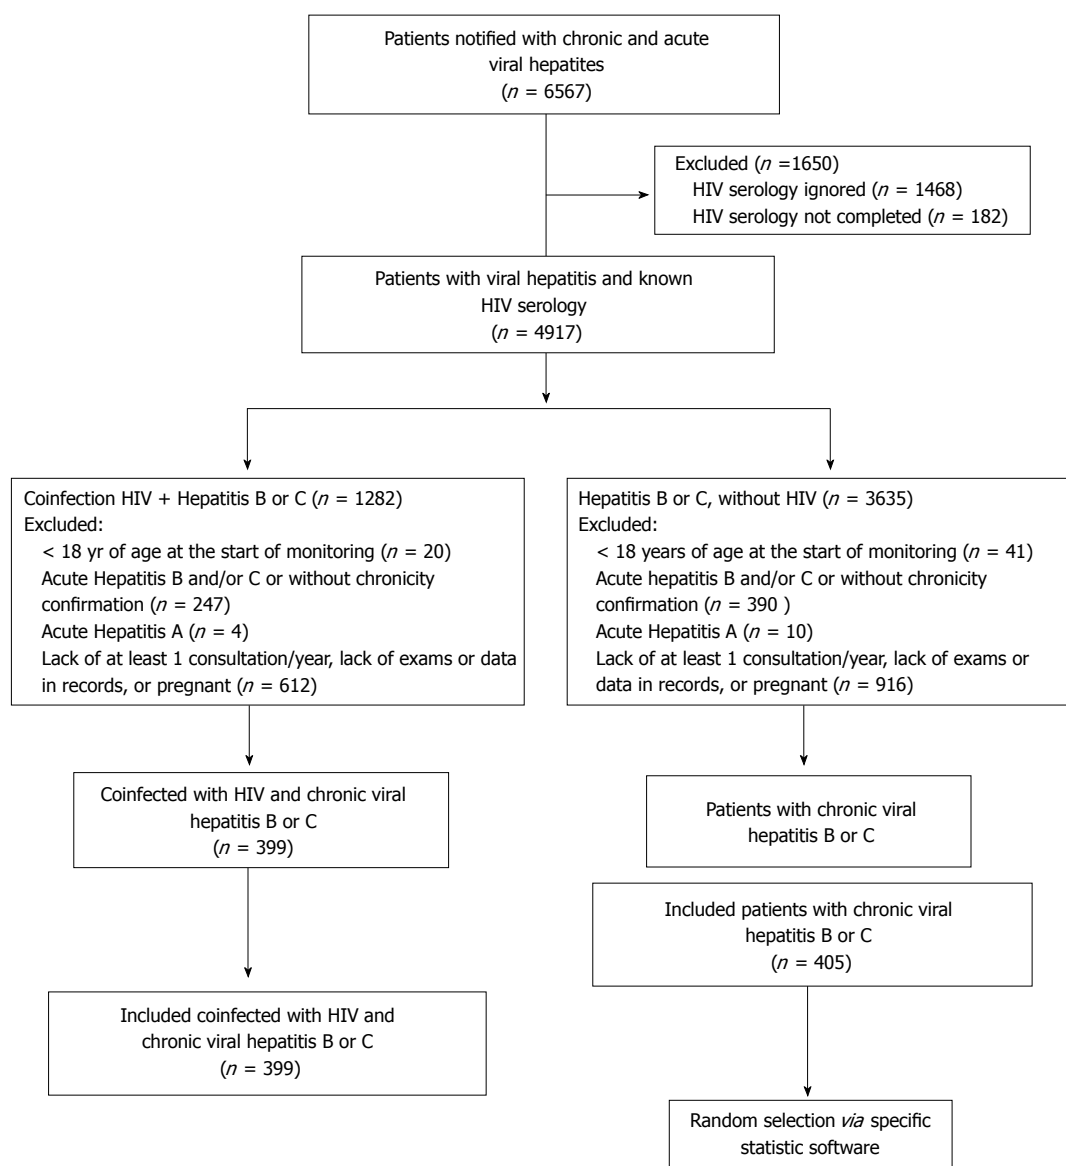 Patients notified with chronic and acute
viral hepatites
(n = 6567)
Excluded (n =1650)
HIV serology ignored (n = 1468)
HIV serology not completed (n = 182)
Patients with viral hepatitis and known
HIV serology
(n = 4917)
Coinfection HIV + Hepatitis B or C (n = 1282)
Excluded:
< 18 yr of age at the start of monitoring (n = 20)
Acute Hepatitis B and/or C or without chronicity
confirmation (n = 247)
Acute Hepatitis A (n = 4)
Lack of at least 1 consultation/year, lack of exams or data
in records, or pregnant (n = 612)
Hepatitis B or C, without HIV (n = 3635)
Excluded:
< 18 years of age at the start of monitoring (n = 41)
Acute hepatitis B and/or C or without chronicity
confirmation (n = 390 )
Acute Hepatitis A (n = 10)
Lack of at least 1 consultation/year, lack of exams or
data in records, or pregnant (n = 916)
Coinfected with HIV and chronic viral
hepatitis B or C
(n = 399)
Patients with chronic viral
hepatitis B or C
Included patients with chronic viral
hepatitis B or C
(n = 405)
Included coinfected with HIV and
chronic viral hepatitis B or C
(n = 399)
Random selection via specific
statistic software